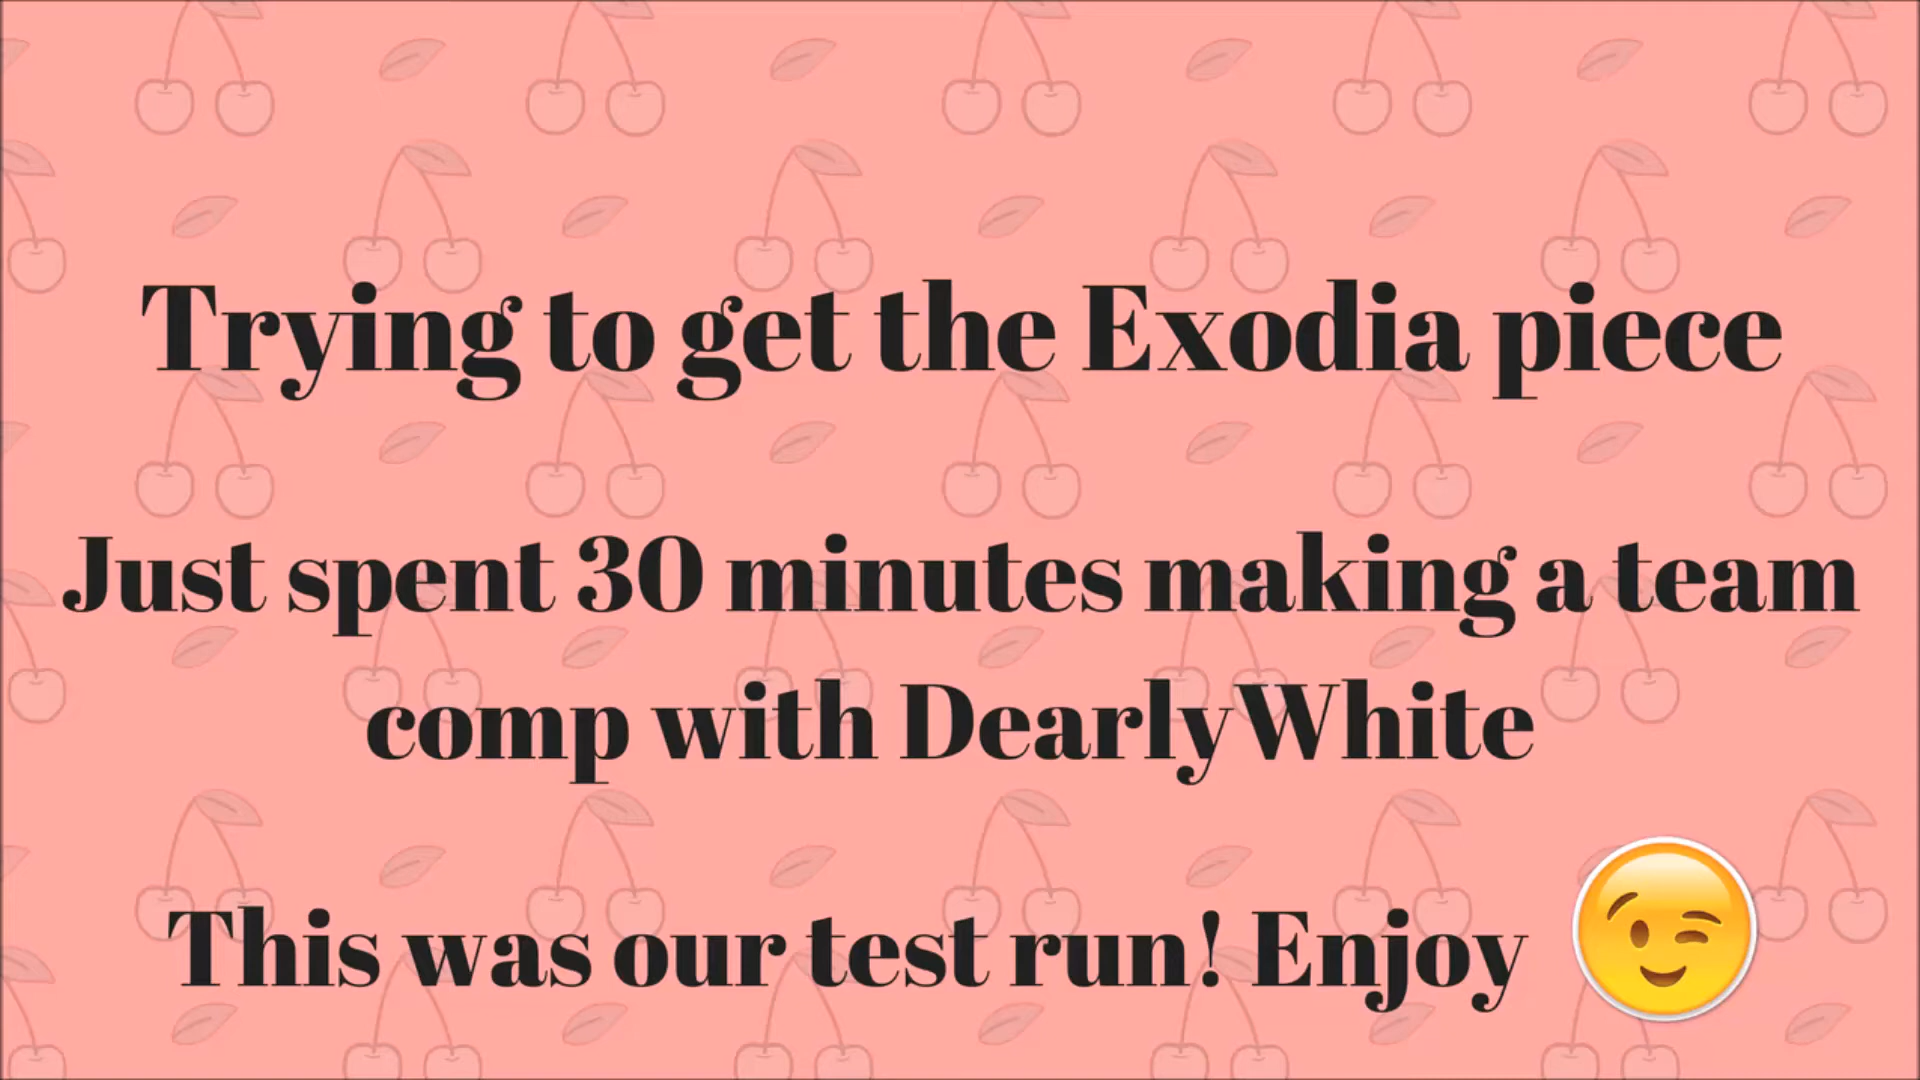 Trying to get the Exodia piece
Just spent 30 minutes making a team
comp with DearlyWhite
This was our test run! Enjoy